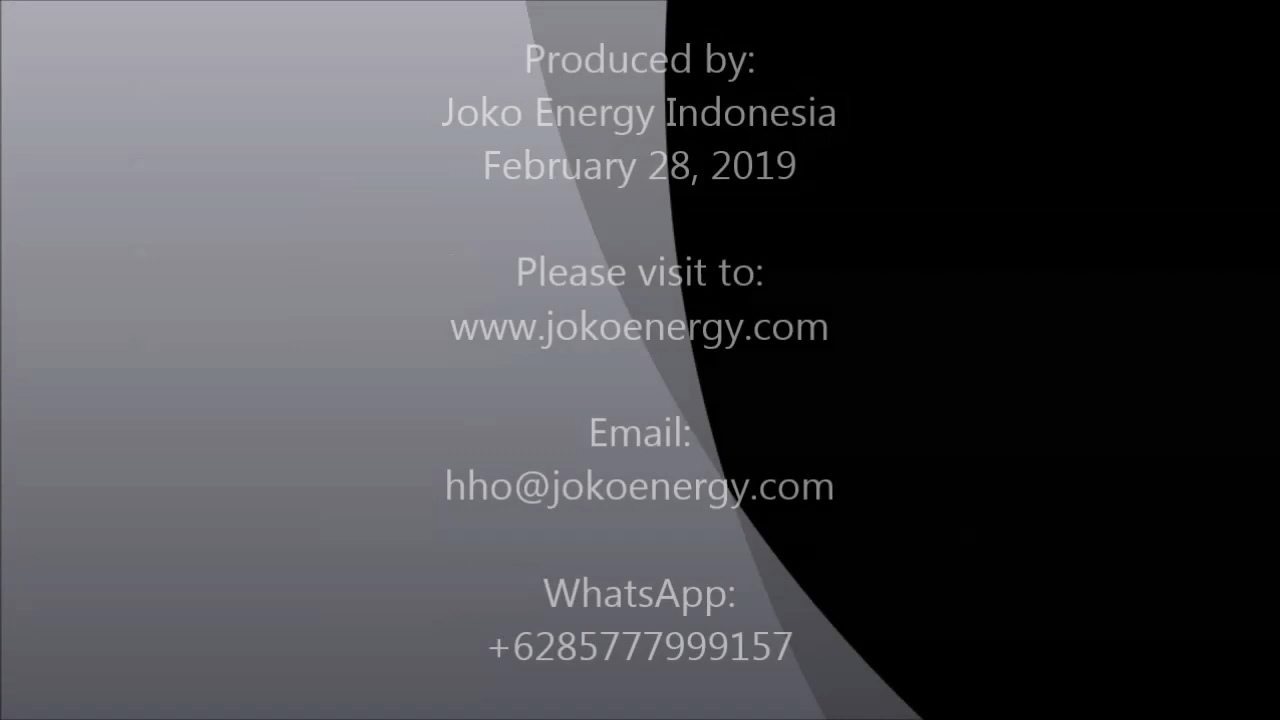 Produced by:
Joko Energy Indonesia
February 28, 2019
Please visit to:
www.jokoenergy.com
Email:
hho@jokoenergy.com
WhatsApp:
+6285777999157